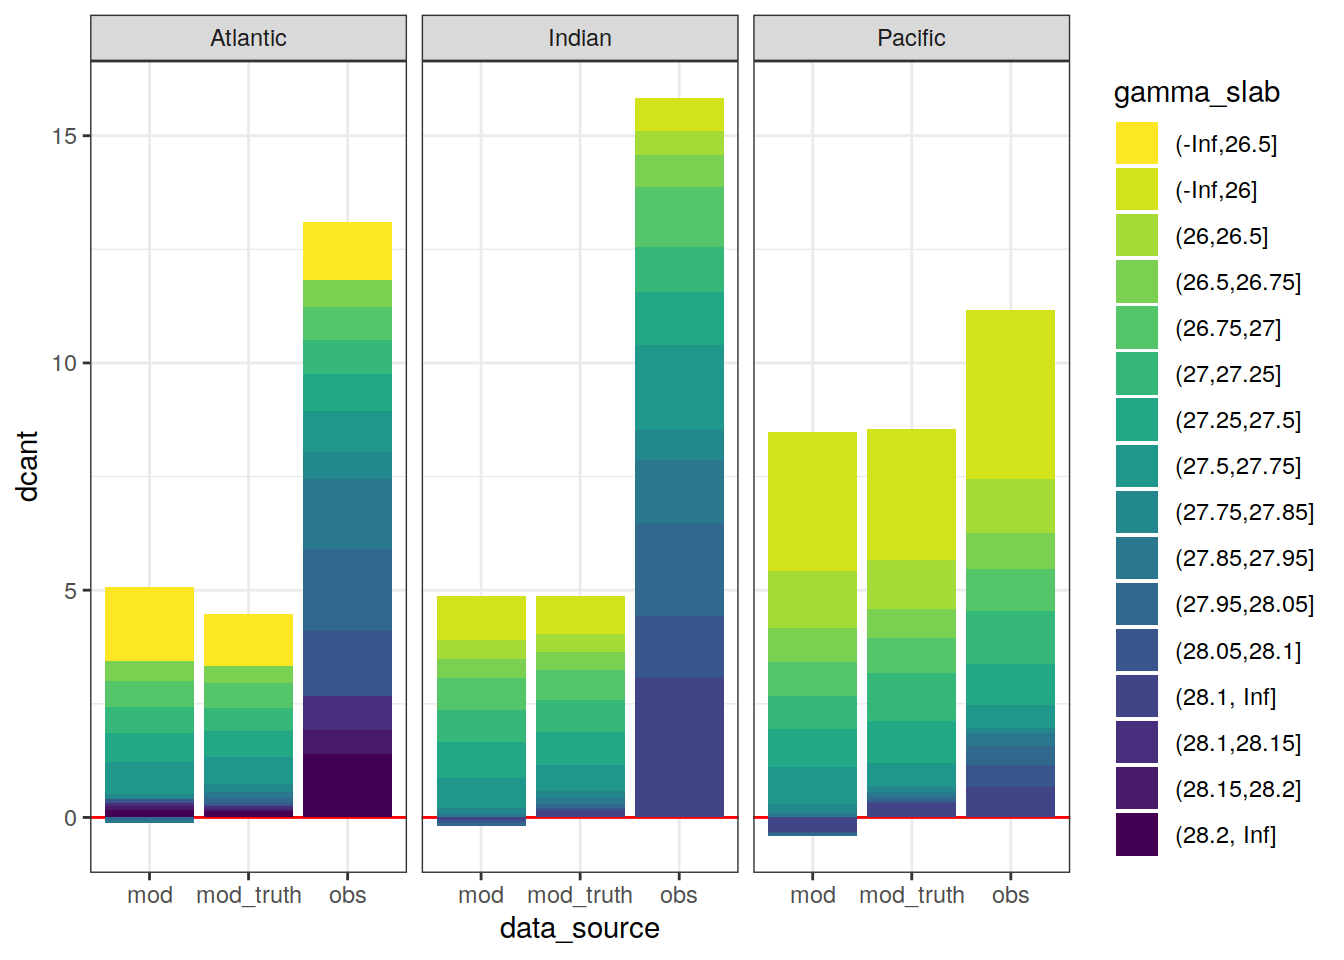 Atlantic
Indian
Pacific
15
10
5
0
dcant
mod
mod_truth
obs
mod
mod_truth
obs
mod
mod_truth
obs
data_source
gamma_slab
(-Inf,26.5]
(-Inf,26]
(26,26.5]
(26.5,26.75]
(26.75,27]
(27,27.25]
(27.25,27.5]
(27.5,27.75]
(27.75,27.85]
(27.85,27.95]
(27.95,28.05]
(28.05,28.1]
(28.1, Inf]
(28.1,28.15]
(28.15,28.2]
(28.2, Inf]